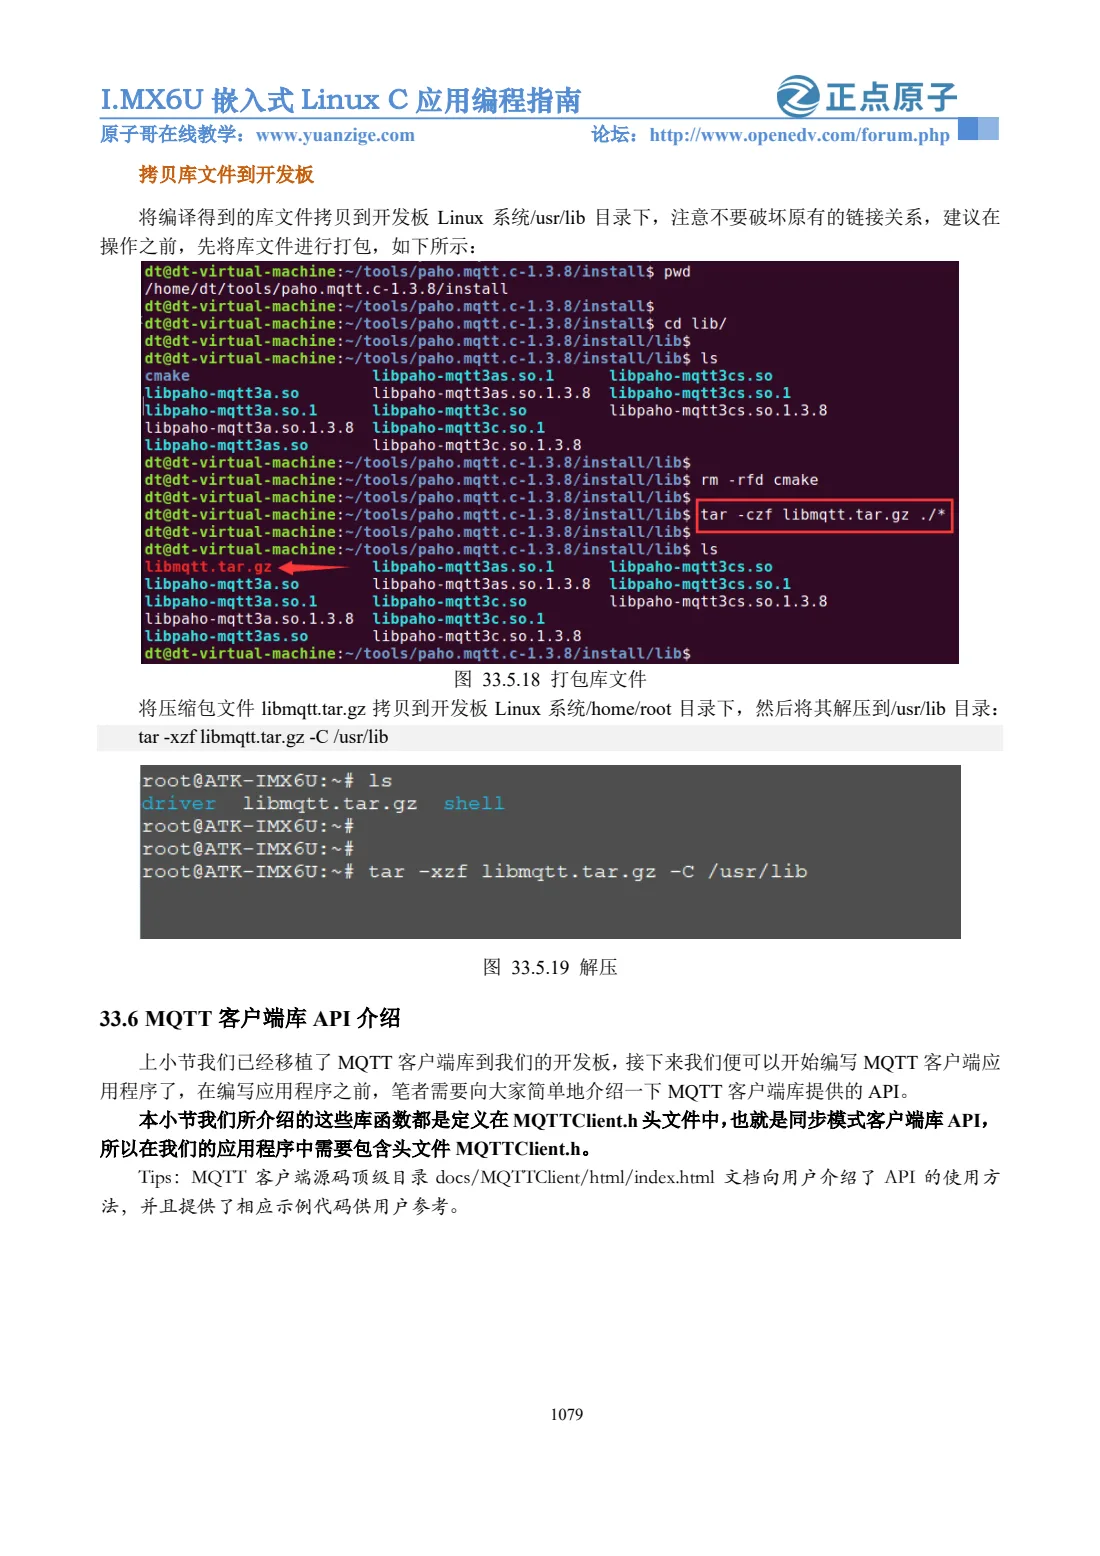 I.MX6U 嵌入式 Linux C 应用编程指南
正点原子
原子哥在线教学：www.yuanzige.com 论坛：http://www.openedv.com/forum.php
拷贝库文件到开发板
将编译得到的库文件拷贝到开发板 Linux 系统/usr/lib 目录下，注意不要破坏原有的链接关系，建议在
操作之前，先将库文件进行打包，如下所示：
dt@dt-virtual-machine:~/tools/paho.mqtt.c-1.3.8/install$ pwd
/home/dt/tools/paho.mqtt.c-1.3.8/install
dt@dt-virtual-machine:~/tools/paho.mqtt.c-1.3.8/install$
dt@dt-virtual-machine:~/tools/paho.mqtt.c-1.3.8/install$ cd lib/
dt@dt-virtual-machine:~/tools/paho.mqtt.c-1.3.8/install/lib$
dt@dt-virtual-machine:~/tools/paho.mqtt.c-1.3.8/install/lib$ ls
cmake libpaho-mqtt3as.so.1 libpaho-mqtt3cs.so
libpaho-mqtt3a.so libpaho-mqtt3as.so.1.3.8 libpaho-mqtt3cs.so.1
libpaho-mqtt3a.so.1 libpaho-mqtt3c.so libpaho-mqtt3cs.so.1.3.8
libpaho-mqtt3a.so.1.3.8 libpaho-mqtt3c.so.1
libpaho-mqtt3as.so libpaho-mqtt3c.so.1.3.8
dt@dt-virtual-machine:~/tools/paho.mqtt.c-1.3.8/install/lib$
dt@dt-virtual-machine:~/tools/paho.mqtt.c-1.3.8/install/lib$ rm -rfd cmake
dt@dt-virtual-machine:~/tools/paho.mqtt.c-1.3.8/install/lib$
dt@dt-virtual-machine:~/tools/paho.mqtt.c-1.3.8/install/lib$ tar -czf libmqtt.tar.gz ./*
dt@dt-virtual-machine:~/tools/paho.mqtt.c-1.3.8/install/lib$
dt@dt-virtual-machine:~/tools/paho.mqtt.c-1.3.8/install/lib$ ls
libmqtt.tar.gz libpaho-mqtt3as.so.1 libpaho-mqtt3cs.so
libpaho-mqtt3a.so libpaho-mqtt3as.so.1.3.8 libpaho-mqtt3cs.so.1
libpaho-mqtt3a.so.1 libpaho-mqtt3c.so libpaho-mqtt3cs.so.1.3.8
libpaho-mqtt3a.so.1.3.8 libpaho-mqtt3c.so.1
libpaho-mqtt3as.so libpaho-mqtt3c.so.1.3.8
dt@dt-virtual-machine:~/tools/paho.mqtt.c-1.3.8/install/lib$
图 33.5.18 打包库文件
将压缩包文件 libmqtt.tar.gz 拷贝到开发板 Linux 系统/home/root 目录下，然后将其解压到/usr/lib 目录：
tar -xzf libmqtt.tar.gz -C /usr/lib
root@ATK-IMX6U:~# ls
driver libmqtt.tar.gz shell
root@ATK-IMX6U:~#
root@ATK-IMX6U:~#
root@ATK-IMX6U:~# tar -xzf libmqtt.tar.gz -C /usr/lib
图 33.5.19 解压
33.6 MQTT 客户端库 API 介绍
上小节我们已经移植了 MQTT 客户端库到我们的开发板，接下来我们便可以开始编写 MQTT 客户端应
用程序了，在编写应用程序之前，笔者需要向大家简单地介绍一下 MQTT 客户端库提供的 API。
本小节我们所介绍的这些库函数都是定义在 MQTTClient.h 头文件中，也就是同步模式客户端库 API，
所以在我们的应用程序中需要包含头文件 MQTTClient.h。
Tips：MQTT 客户端源码顶级目录 docs/MQTTClient/html/index.html 文档向用户介绍了 API 的使用方
法，并且提供了相应示例代码供用户参考。
1079